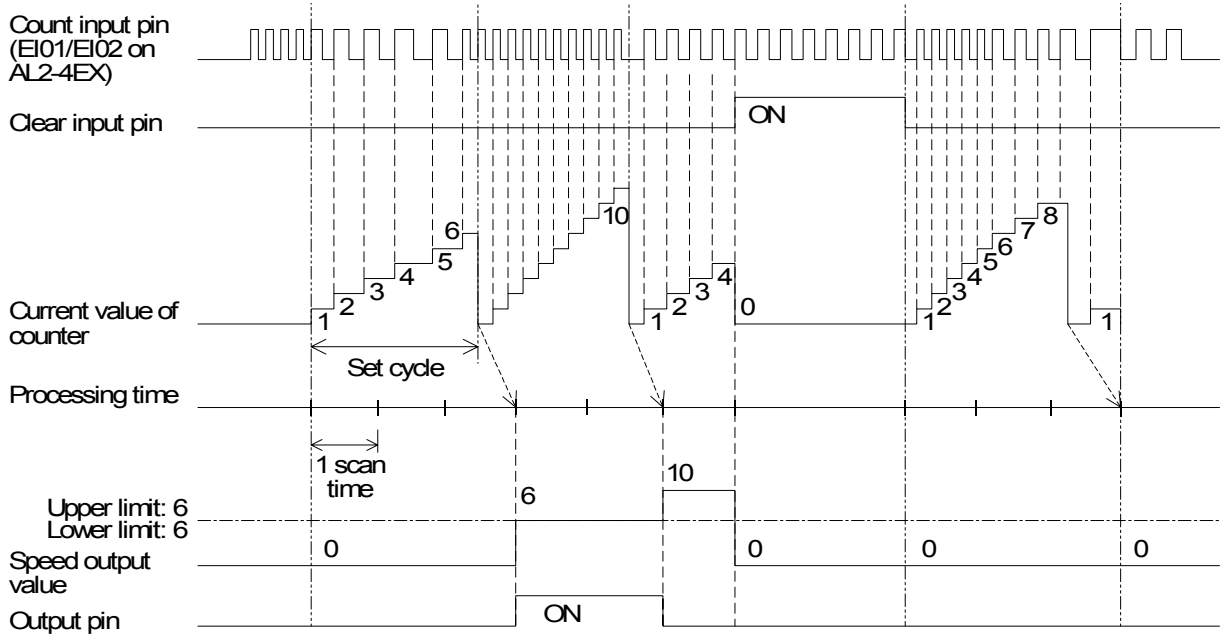 Count input pin
(EI01/EI02 on
AL2-4EX)
Clear input pin
ON
Current value of
counter
1
2
3
4
5
6
10
1
2
3
4
0
1
2
3
4
5
6
7
8
1
Set cycle
Processing time
1 scan
time
Upper limit: 6
Lower limit: 6
6
10
Speed output
value
0
0
0
0
Output pin
ON